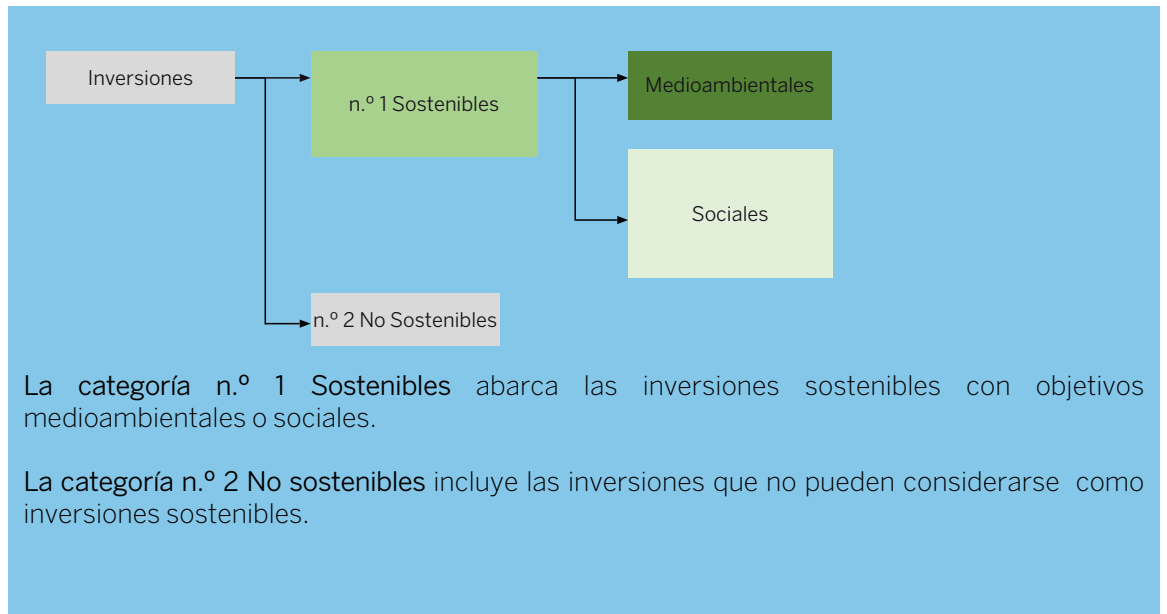 Inversiones
n.º 1 Sostenibles
Medioambientales
Sociales
n.º 2 No Sostenibles
La categoría n.º 1 Sostenibles abarca las inversiones sostenibles con objetivos
medioambientales o sociales.
La categoría n.º 2 No sostenibles incluye las inversiones que no pueden considerarse como
inversiones sostenibles.